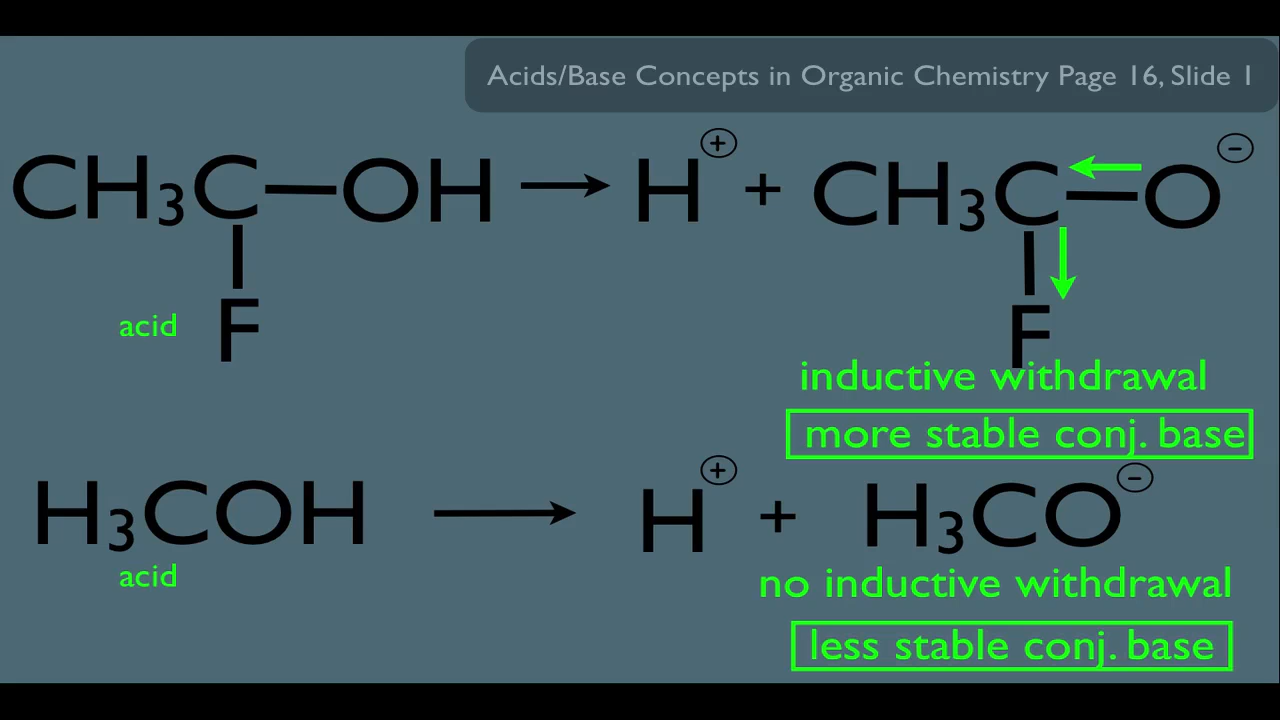 Acids/Base Concepts in Organic Chemistry Page 16, Slide 1
CH₃C—OH → H⊕ + CH₃C—O⊖
F F
acid
inductive withdrawal
more stable conj. base
H₃COH → H⊕ + H₃CO⊖
acid
no inductive withdrawal
less stable conj. base